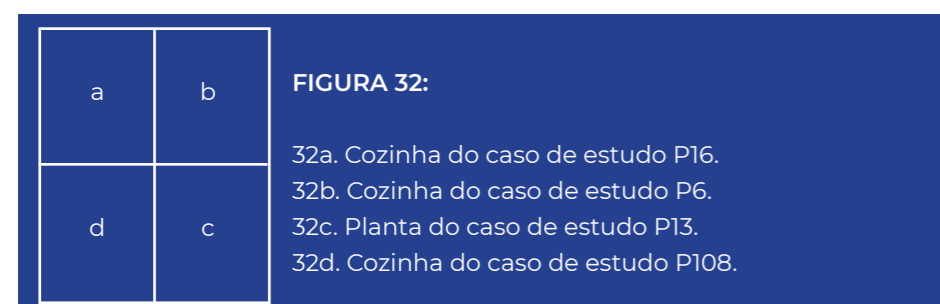 a b
d c
FIGURA 32:
32a. Cozinha do caso de estudo P16.
32b. Cozinha do caso de estudo P6.
32c. Planta do caso de estudo P13.
32d. Cozinha do caso de estudo P108.